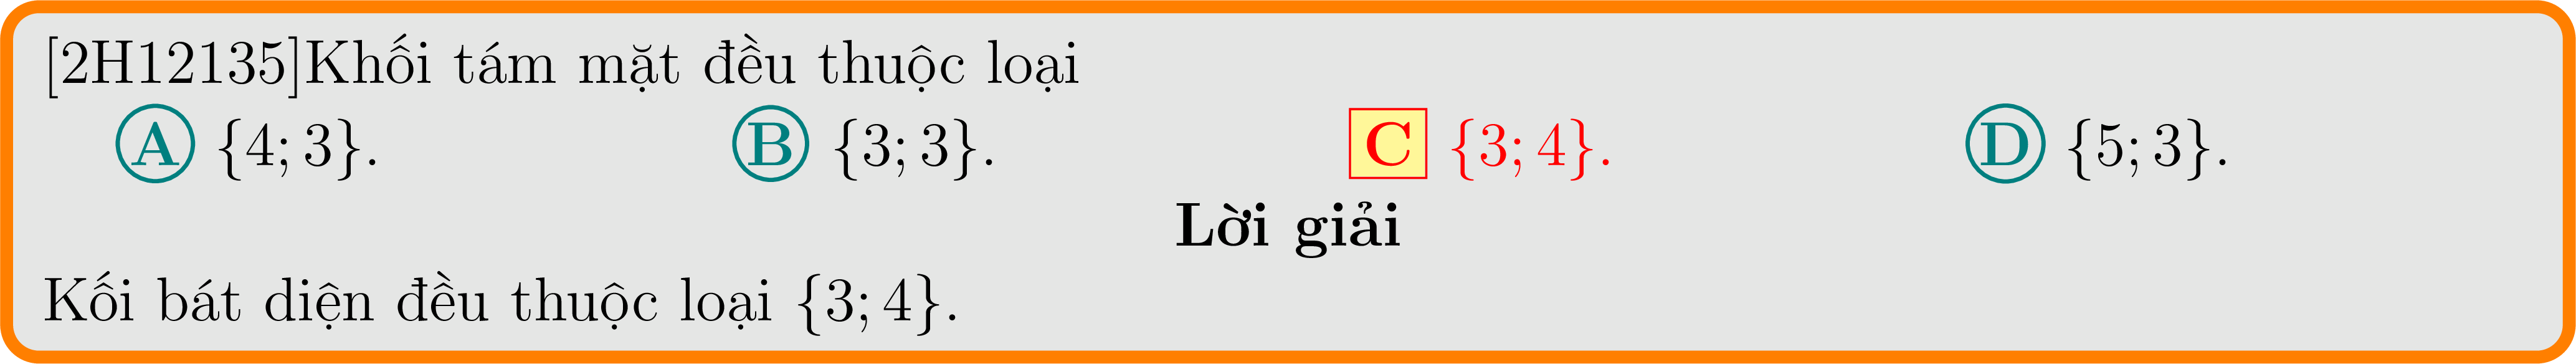 [2H12135]Khối tám mặt đều thuộc loại
A {4; 3}. B {3; 3}. C {3; 4}. D {5; 3}.
Lời giải
Kối bát diện đều thuộc loại {3; 4}.